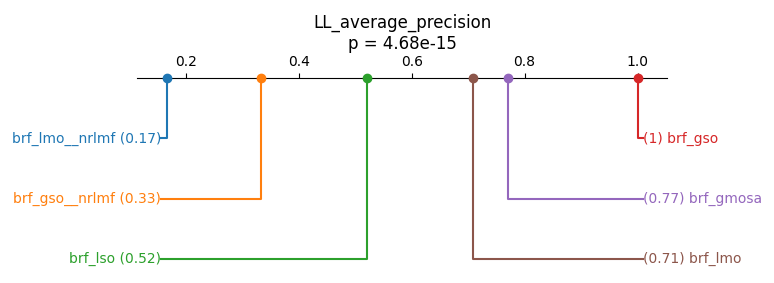 LL_average_precision
p = 4.68e-15
0.2 0.4 0.6 0.8 1.0
brf_lmo__nrlmf (0.17)
(1) brf_gso
brf_gso__nrlmf (0.33)
(0.77) brf_gmosa
brf_lso (0.52)
(0.71) brf_lmo